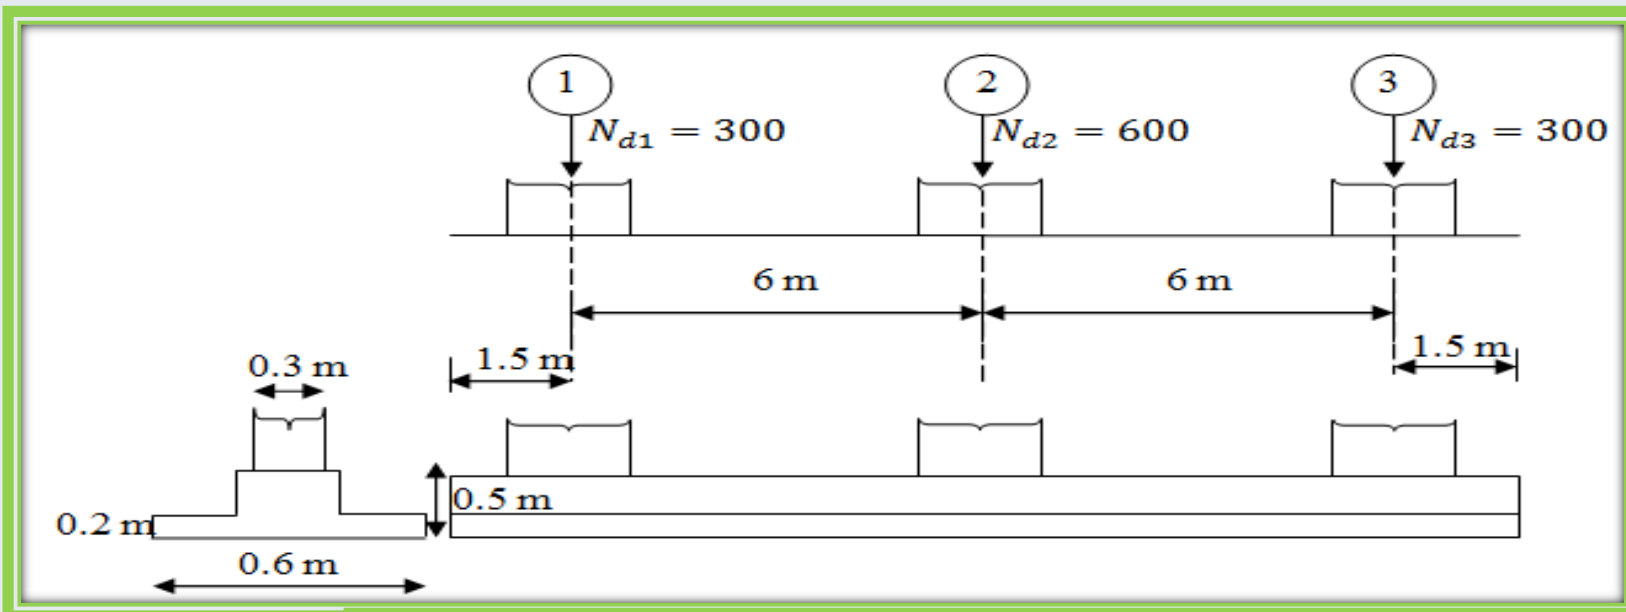 1 2 3
N_{d1} = 300 N_{d2} = 600 N_{d3} = 300
6 m 6 m
1.5 m 1.5 m
0.3 m
0.5 m
0.2 m
0.6 m